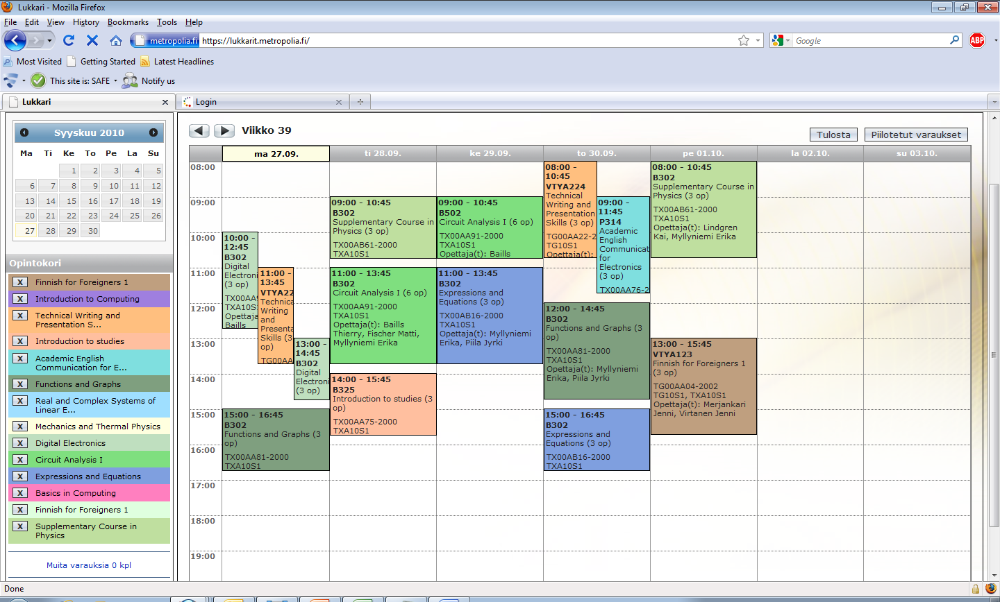 Lukkari - Mozilla Firefox
File Edit View History Bookmarks Tools Help
metropolia.fi https://lukkarit.metropolia.fi/
Google
ABP
Most Visited Getting Started Latest Headlines
This site is: SAFE Notify us
Lukkari
Login
Syyskuu 2010
Ma Ti Ke To Pe La Su
1 2 3 4 5
6 7 8 9 10 11 12
13 14 15 16 17 18 19
20 21 22 23 24 25 26
27 28 29 30
Opintokori
X Finnish for Foreigners 1
X Introduction to Computing
X Technical Writing and
Presentation S...
X Introduction to studies
X Academic English
Communication for E...
X Functions and Graphs
X Real and Complex Systems of
Linear E...
X Mechanics and Thermal Physics
X Digital Electronics
X Circuit Analysis I
X Expressions and Equations
X Basics in Computing
X Finnish for Foreigners 1
X Supplementary Course in
Physics
Muita varauksia 0 kpl
Viikko 39
Tulosta
Piilotetut varaukset
ma 27.09. ti 28.09. ke 29.09. to 30.09. pe 01.10. la 02.10. su 03.10.
08:00
09:00
10:00
11:00
12:00
13:00
14:00
15:00
16:00
17:00
18:00
19:00
10:00 -
12:45
B302
Digital
Electroni
(3 op)
TX00AA
TXA10S
Opettaja
Baills
11:00 -
13:45
VTYA22
Technica
Writing
and
Presenta
Skills (3
op)
TG00AA
13:00 -
14:45
B302
Digital
Electroni
(3 op)
15:00 - 16:45
B302
Functions and Graphs (3
op)
TX00AA81-2000
TXA10S1
09:00 - 10:45
B302
Supplementary Course in
Physics (3 op)
TX00AB61-2000
TXA10S1
11:00 - 13:45
B302
Circuit Analysis I (6 op)
TX00AA91-2000
TXA10S1
Opettaja(t): Baills
Thierry, Fischer Matti,
Myllyniemi Erika
14:00 - 15:45
B325
Introduction to studies (3
op)
TX00AA75-2000
TXA10S1
09:00 - 10:45
B502
Circuit Analysis I (6 op)
TX00AA91-2000
TXA10S1
Opettaja(t): Baills
11:00 - 13:45
B302
Expressions and
Equations (3 op)
TX00AB16-2000
TXA10S1
Opettaja(t): Myllyniemi
Erika, Piila Jyrki
08:00 -
10:45
VTYA224
Technical
Writing and
Presentation
Skills (3 op)
TG00AA22-2
TG10S1
Opettaja(t):
09:00 -
11:45
P314
Academic
English
Communicat
for
Electronics
(3 op)
TX00AA76-2
12:00 - 14:45
B302
Functions and Graphs (3
op)
TX00AA81-2000
TXA10S1
Opettaja(t): Myllyniemi
Erika, Piila Jyrki
15:00 - 16:45
B302
Expressions and
Equations (3 op)
TX00AB16-2000
TXA10S1
08:00 - 10:45
B302
Supplementary Course in
Physics (3 op)
TX00AB61-2000
TXA10S1
Opettaja(t): Lindgren
Kai, Myllyniemi Erika
13:00 - 15:45
VTYA123
Finnish for Foreigners 1
(3 op)
TG00AA04-2002
TG10S1, TXA10S1
Opettaja(t): Merjankari
Jenni, Virtanen Jenni
Done